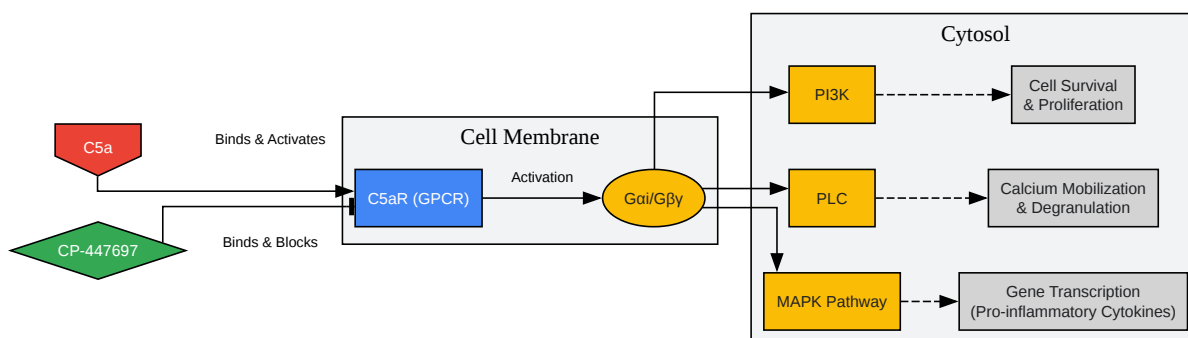 Cytosol
PI3K
Cell Survival
& Proliferation
Binds & Activates
Cell Membrane
C5a
C5aR (GPCR)
Activation
Gαi/Gβγ
PLC
Calcium Mobilization
& Degranulation
CP-447697
Binds & Blocks
MAPK Pathway
Gene Transcription
(Pro-inflammatory Cytokines)